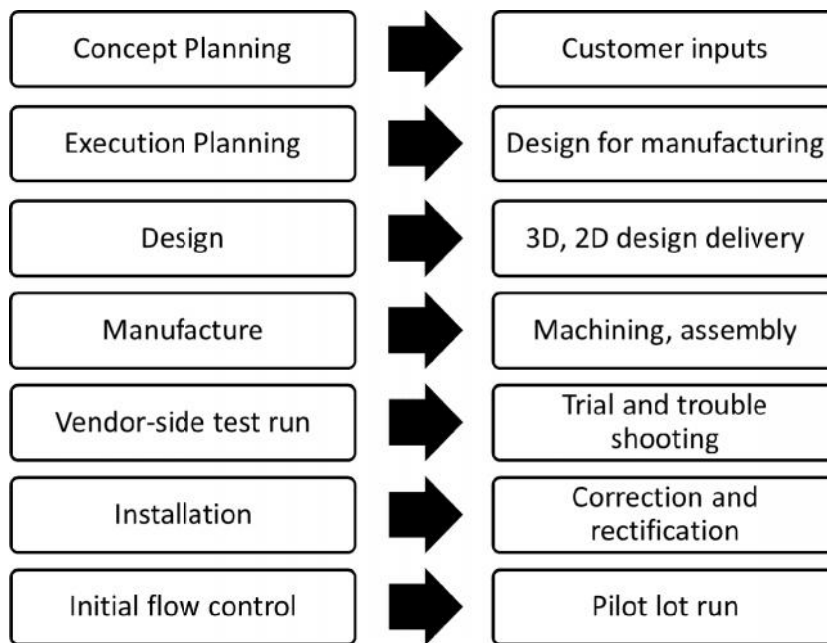 Concept Planning
Customer inputs
Execution Planning
Design for manufacturing
Design
3D, 2D design delivery
Manufacture
Machining, assembly
Vendor-side test run
Trial and trouble
shooting
Installation
Correction and
rectification
Initial flow control
Pilot lot run